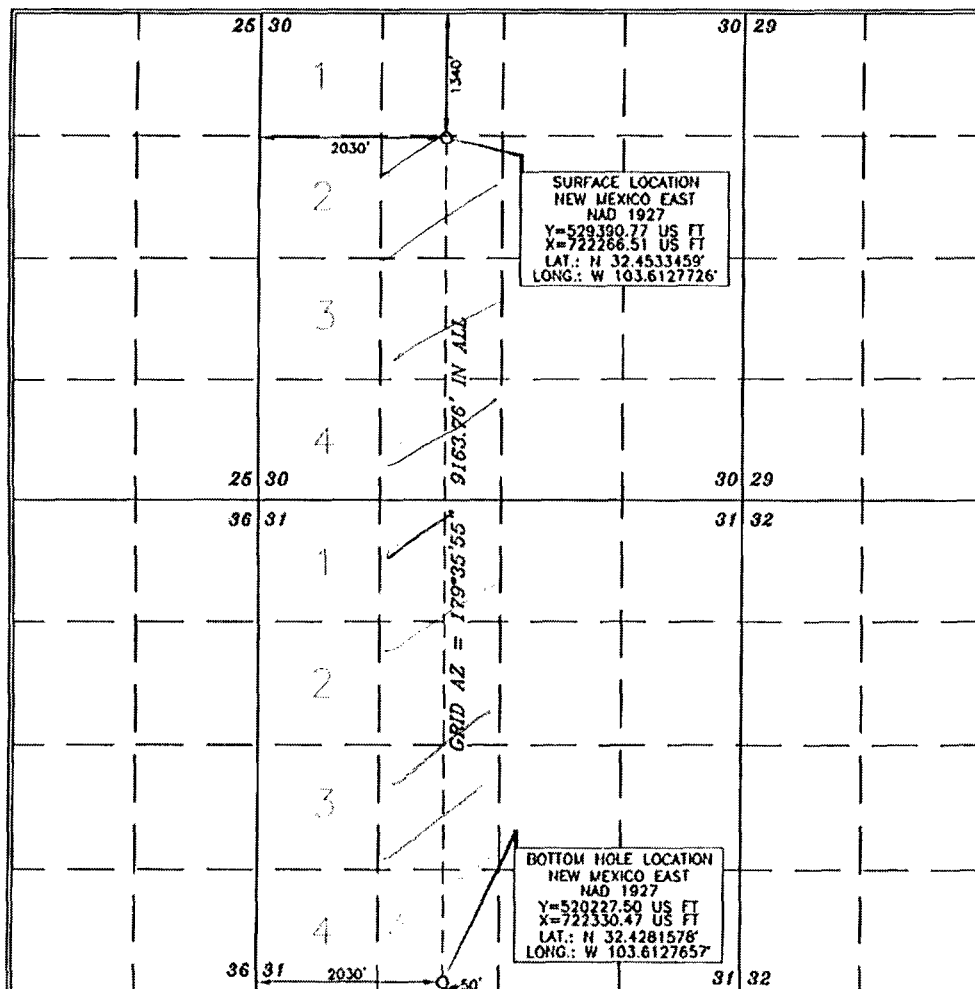 25 30
30 29
1
1340'
2030'
2
SURFACE LOCATION
NEW MEXICO EAST
NAD 1927
Y=529390.77 US FT
X=722266.51 US FT
LAT.: N 32.4533459°
LONG.: W 103.6127726°
3
4
GRID AZ = 179°35'55" 9163.76' IN ALL
25 30
30 29
36 31
31 32
1
2
3
BOTTOM HOLE LOCATION
NEW MEXICO EAST
NAD 1927
Y=520227.50 US FT
X=722330.47 US FT
LAT.: N 32.4281578°
LONG.: W 103.6127657°
4
36 31
2030'
50'
31 32